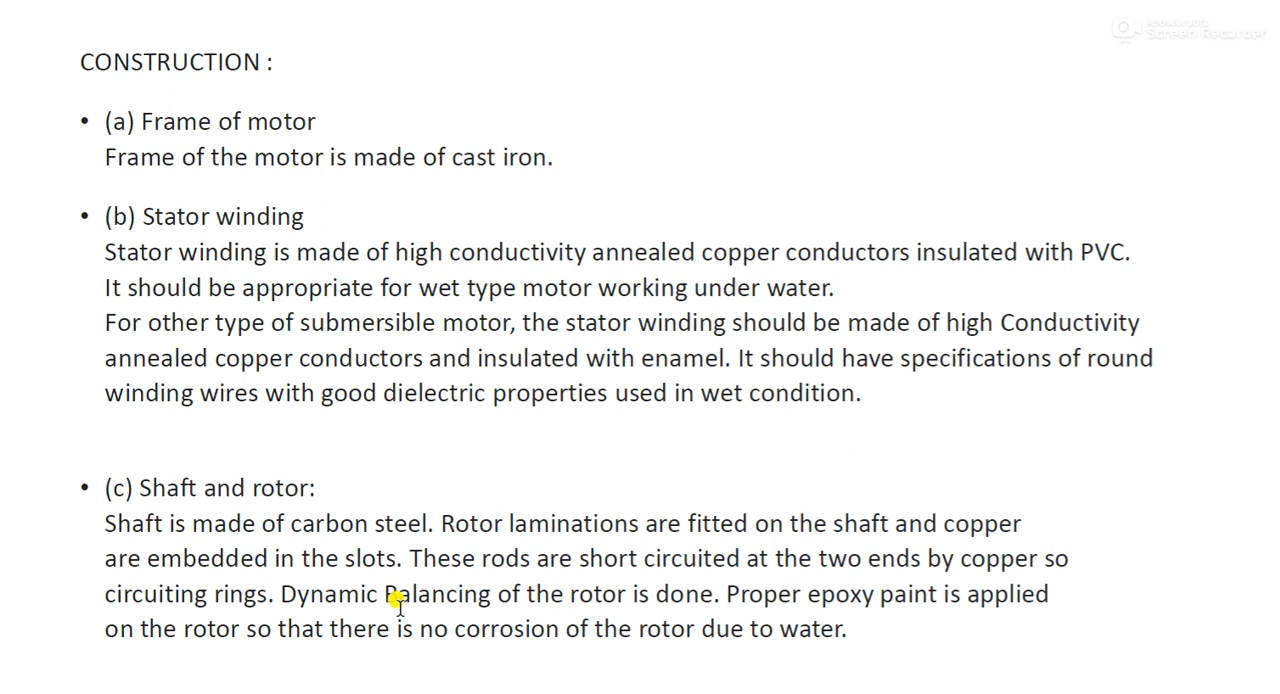 Screen Recorder
CONSTRUCTION :
• (a) Frame of motor
Frame of the motor is made of cast iron.
• (b) Stator winding
Stator winding is made of high conductivity annealed copper conductors insulated with PVC.
It should be appropriate for wet type motor working under water.
For other type of submersible motor, the stator winding should be made of high Conductivity
annealed copper conductors and insulated with enamel. It should have specifications of round
winding wires with good dielectric properties used in wet condition.
• (c) Shaft and rotor:
Shaft is made of carbon steel. Rotor laminations are fitted on the shaft and copper
are embedded in the slots. These rods are short circuited at the two ends by copper so
circuiting rings. Dynamic Balancing of the rotor is done. Proper epoxy paint is applied
on the rotor so that there is no corrosion of the rotor due to water.